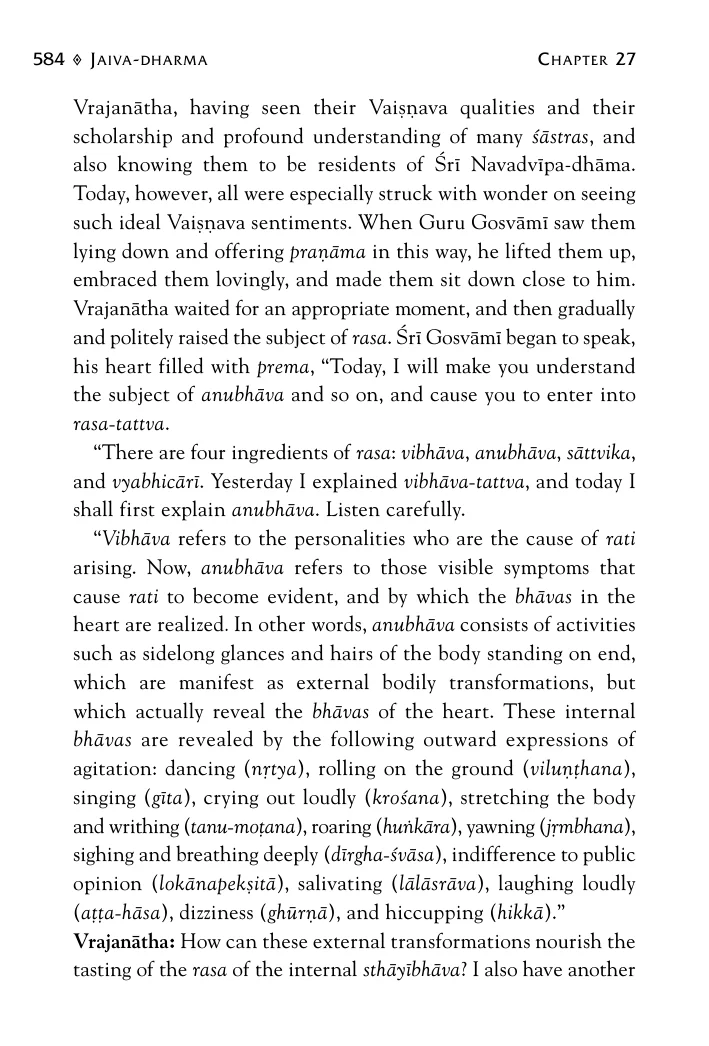 584 ◊ JAIVA-DHARMA CHAPTER 27
Vrajanātha, having seen their Vaiṣṇava qualities and their
scholarship and profound understanding of many śāstras, and
also knowing them to be residents of Śrī Navadvīpa-dhāma.
Today, however, all were especially struck with wonder on seeing
such ideal Vaiṣṇava sentiments. When Guru Gosvāmī saw them
lying down and offering praṇāma in this way, he lifted them up,
embraced them lovingly, and made them sit down close to him.
Vrajanātha waited for an appropriate moment, and then gradually
and politely raised the subject of rasa. Śrī Gosvāmī began to speak,
his heart filled with prema, “Today, I will make you understand
the subject of anubhāva and so on, and cause you to enter into
rasa-tattva.
“There are four ingredients of rasa: vibhāva, anubhāva, sāttvika,
and vyabhicārī. Yesterday I explained vibhāva-tattva, and today I
shall first explain anubhāva. Listen carefully.
“Vibhāva refers to the personalities who are the cause of rati
arising. Now, anubhāva refers to those visible symptoms that
cause rati to become evident, and by which the bhāvas in the
heart are realized. In other words, anubhāva consists of activities
such as sidelong glances and hairs of the body standing on end,
which are manifest as external bodily transformations, but
which actually reveal the bhāvas of the heart. These internal
bhāvas are revealed by the following outward expressions of
agitation: dancing (nṛtya), rolling on the ground (viluṇṭhana),
singing (gīta), crying out loudly (krośana), stretching the body
and writhing (tanu-moṭana), roaring (huṅkāra), yawning (jṛmbhana),
sighing and breathing deeply (dīrgha-śvāsa), indifference to public
opinion (lokānapekṣitā), salivating (lālāsrāva), laughing loudly
(aṭṭa-hāsa), dizziness (ghūrṇā), and hiccupping (hikkā).”
Vrajanātha: How can these external transformations nourish the
tasting of the rasa of the internal sthāyībhāva? I also have another